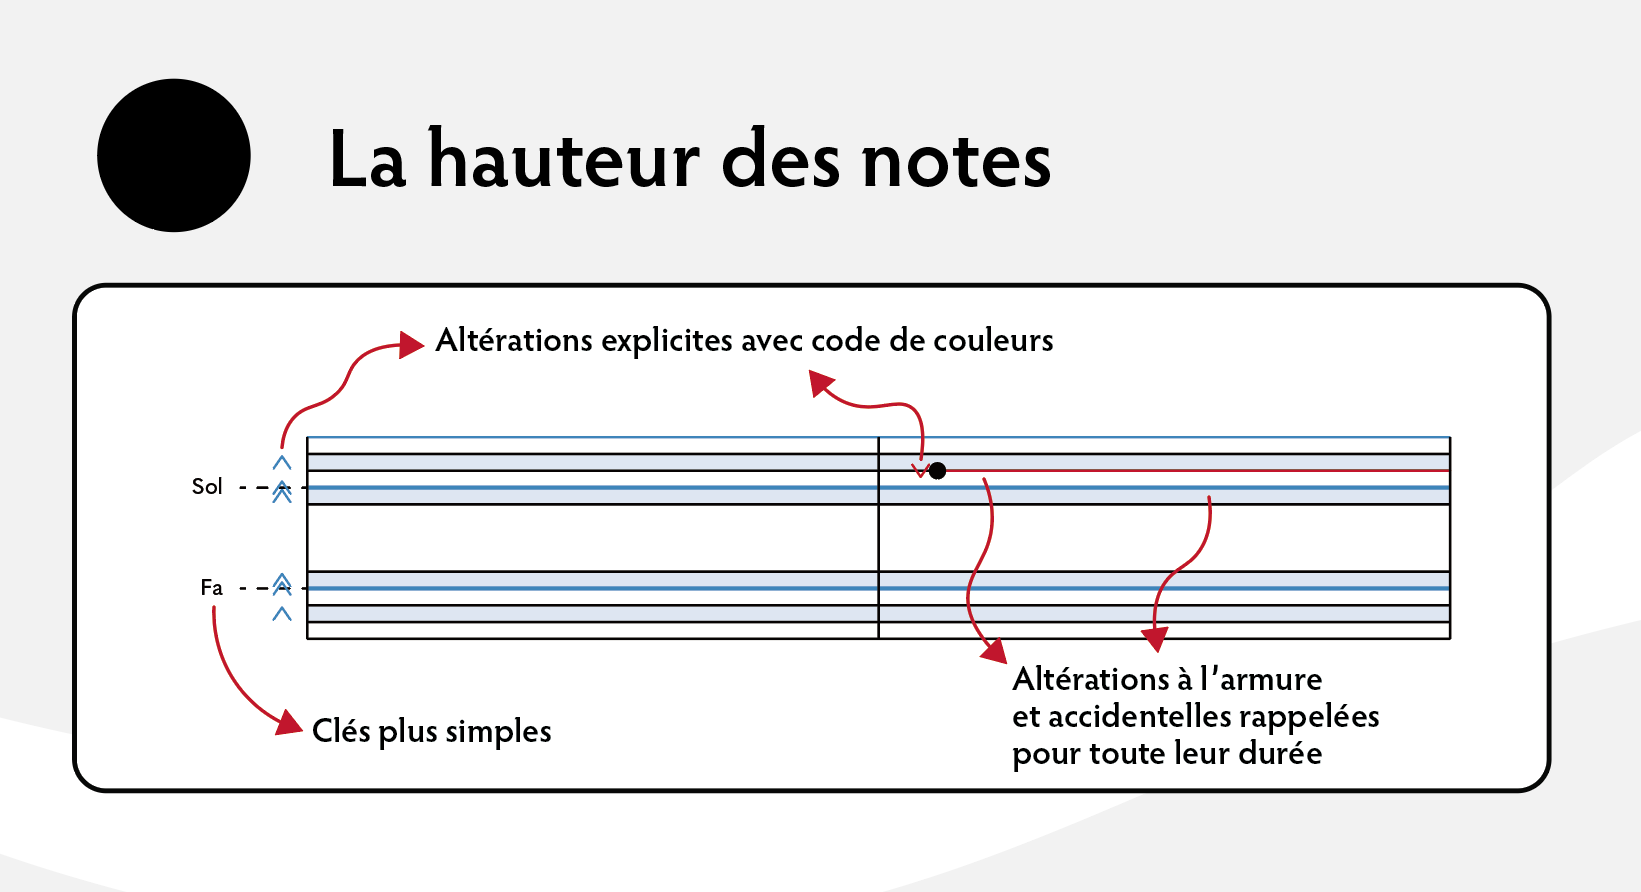 La hauteur des notes
Altérations explicites avec code de couleurs
Sol
Fa
Altérations à l'armure
et accidentelles rappelées
pour toute leur durée
Clés plus simples